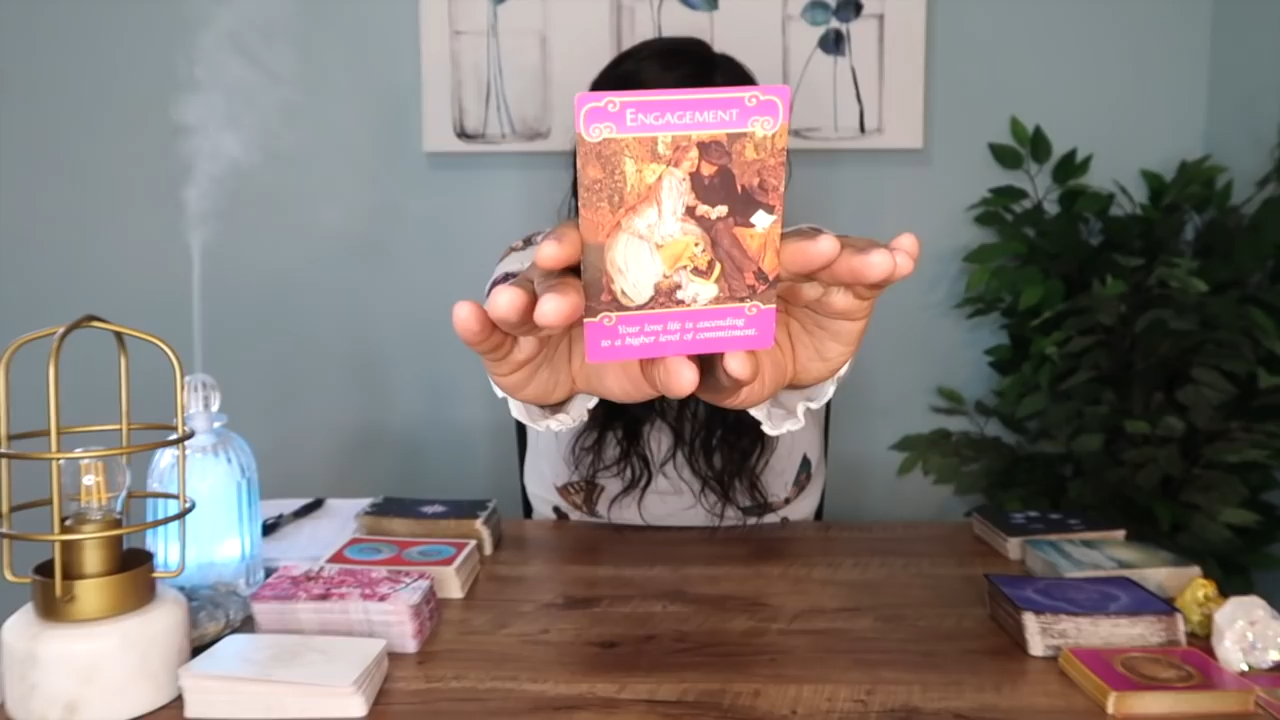 ENGAGEMENT
Your love life is ascending
to a higher level of commitment.